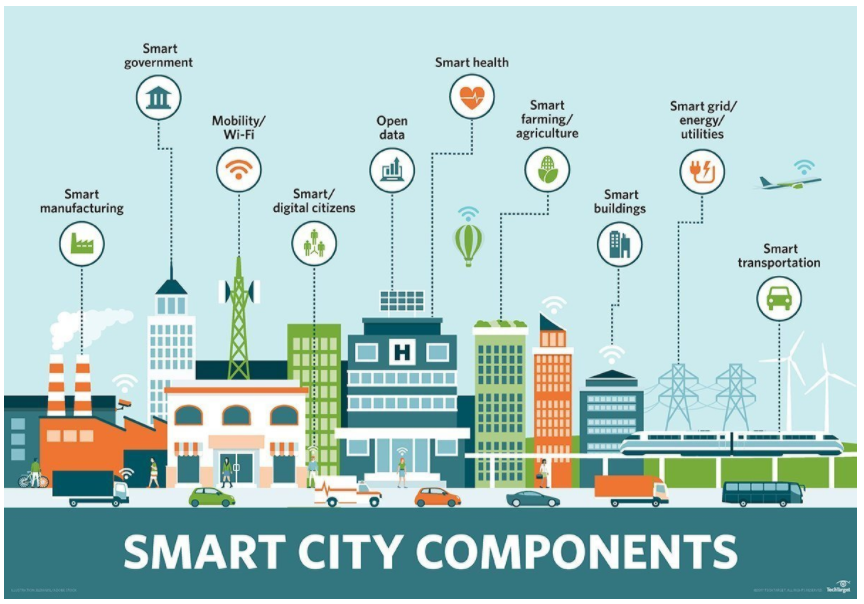 Smart
government
Smart health
Mobility/
Wi-Fi
Open
data
Smart
farming/
agriculture
Smart grid/
energy/
utilities
Smart
manufacturing
Smart/
digital citizens
Smart
buildings
Smart
transportation
H
SMART CITY COMPONENTS
TechTarget